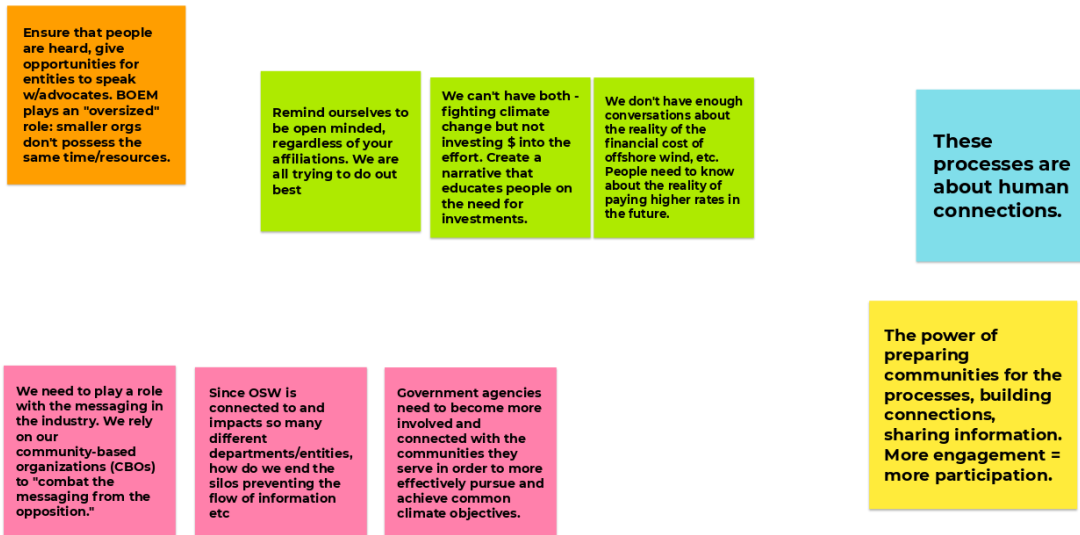 Ensure that people
are heard, give
opportunities for
entities to speak
w/advocates. BOEM
plays an "oversized"
role: smaller orgs
don't possess the
same time/resources.
Remind ourselves to
be open minded,
regardless of your
affiliations. We are
all trying to do out
best
We can't have both -
fighting climate
change but not
investing $ into the
effort. Create a
narrative that
educates people on
the need for
investments.
We don't have enough
conversations about
the reality of the
financial cost of
offshore wind, etc.
People need to know
about the reality of
paying higher rates in
the future.
These
processes are
about human
connections.
The power of
preparing
communities for the
processes, building
connections,
sharing information.
More engagement =
more participation.
We need to play a role
with the messaging in
the industry. We rely
on our
community-based
organizations (CBOs)
to "combat the
messaging from the
opposition."
Since OSW is
connected to and
impacts so many
different
departments/entities,
how do we end the
silos preventing the
flow of information
etc
Government agencies
need to become more
involved and
connected with the
communities they
serve in order to more
effectively pursue and
achieve common
climate objectives.